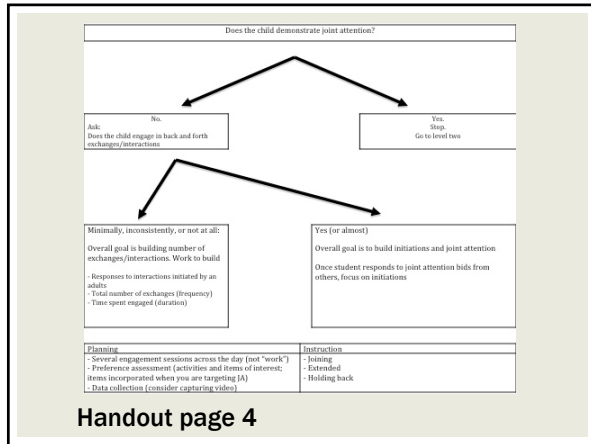 Does the child demonstrate joint attention?
No.
Ask:
Does the child engage in back and forth
exchanges/interactions
Yes.
Stop.
Go to level two
Minimally, inconsistently, or not at all:
Overall goal is building number of
exchanges/interactions. Work to build
- Responses to interactions initiated by an
adults
- Total number of exchanges (frequency)
- Time spent engaged (duration)
Yes (or almost)
Overall goal is to build initiations and joint attention
Once student responds to joint attention bids from
others, focus on initiations
Planning
- Several engagement sessions across the day (not "work")
- Preference assessment (activities and items of interest;
items incorporated when you are targeting JA)
- Data collection (consider capturing video)
Instruction
- Joining
- Extended
- Holding back
Handout page 4